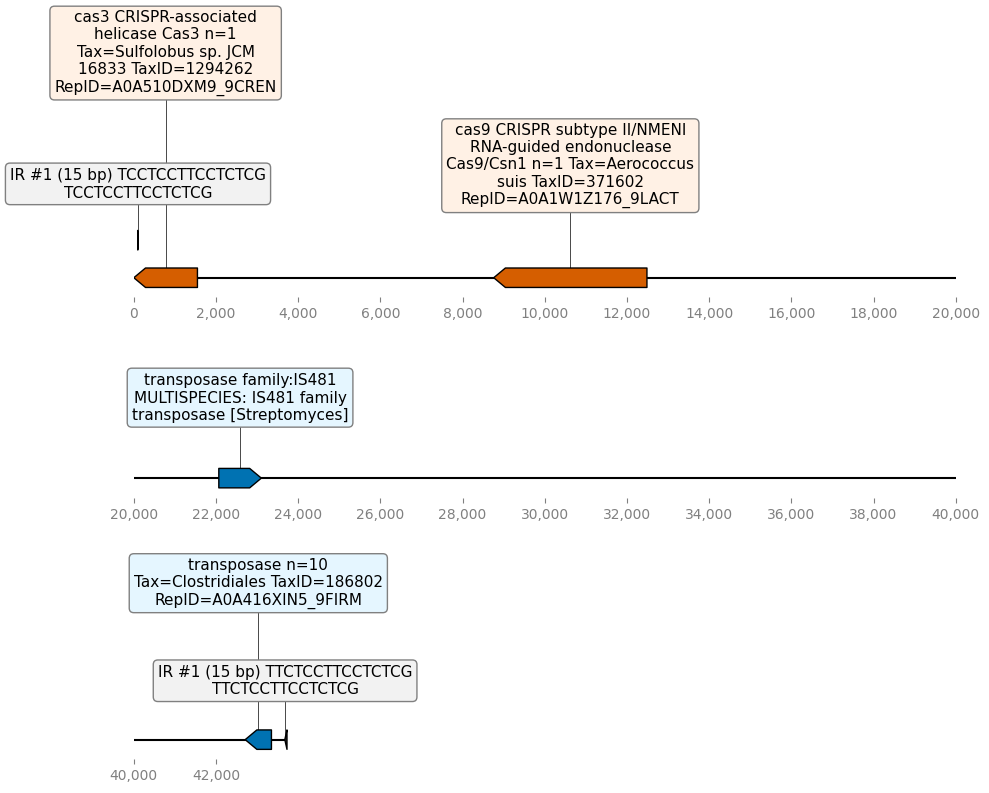 cas3 CRISPR-associated
helicase Cas3 n=1
Tax=Sulfolobus sp. JCM
16833 TaxID=1294262
RepID=A0A510DXM9_9CREN
cas9 CRISPR subtype II/NMENI
RNA-guided endonuclease
Cas9/Csn1 n=1 Tax=Aerococcus
suis TaxID=371602
RepID=A0A1W1Z176_9LACT
IR #1 (15 bp) TCCTCCTTCCTCTCG
TCCTCCTTCCTCTCG
0 2,000 4,000 6,000 8,000 10,000 12,000 14,000 16,000 18,000 20,000
transposase family:IS481
MULTISPECIES: IS481 family
transposase [Streptomyces]
20,000 22,000 24,000 26,000 28,000 30,000 32,000 34,000 36,000 38,000 40,000
transposase n=10
Tax=Clostridiales TaxID=186802
RepID=A0A416XIN5_9FIRM
IR #1 (15 bp) TTCTCCTTCCTCTCG
TTCTCCTTCCTCTCG
40,000 42,000